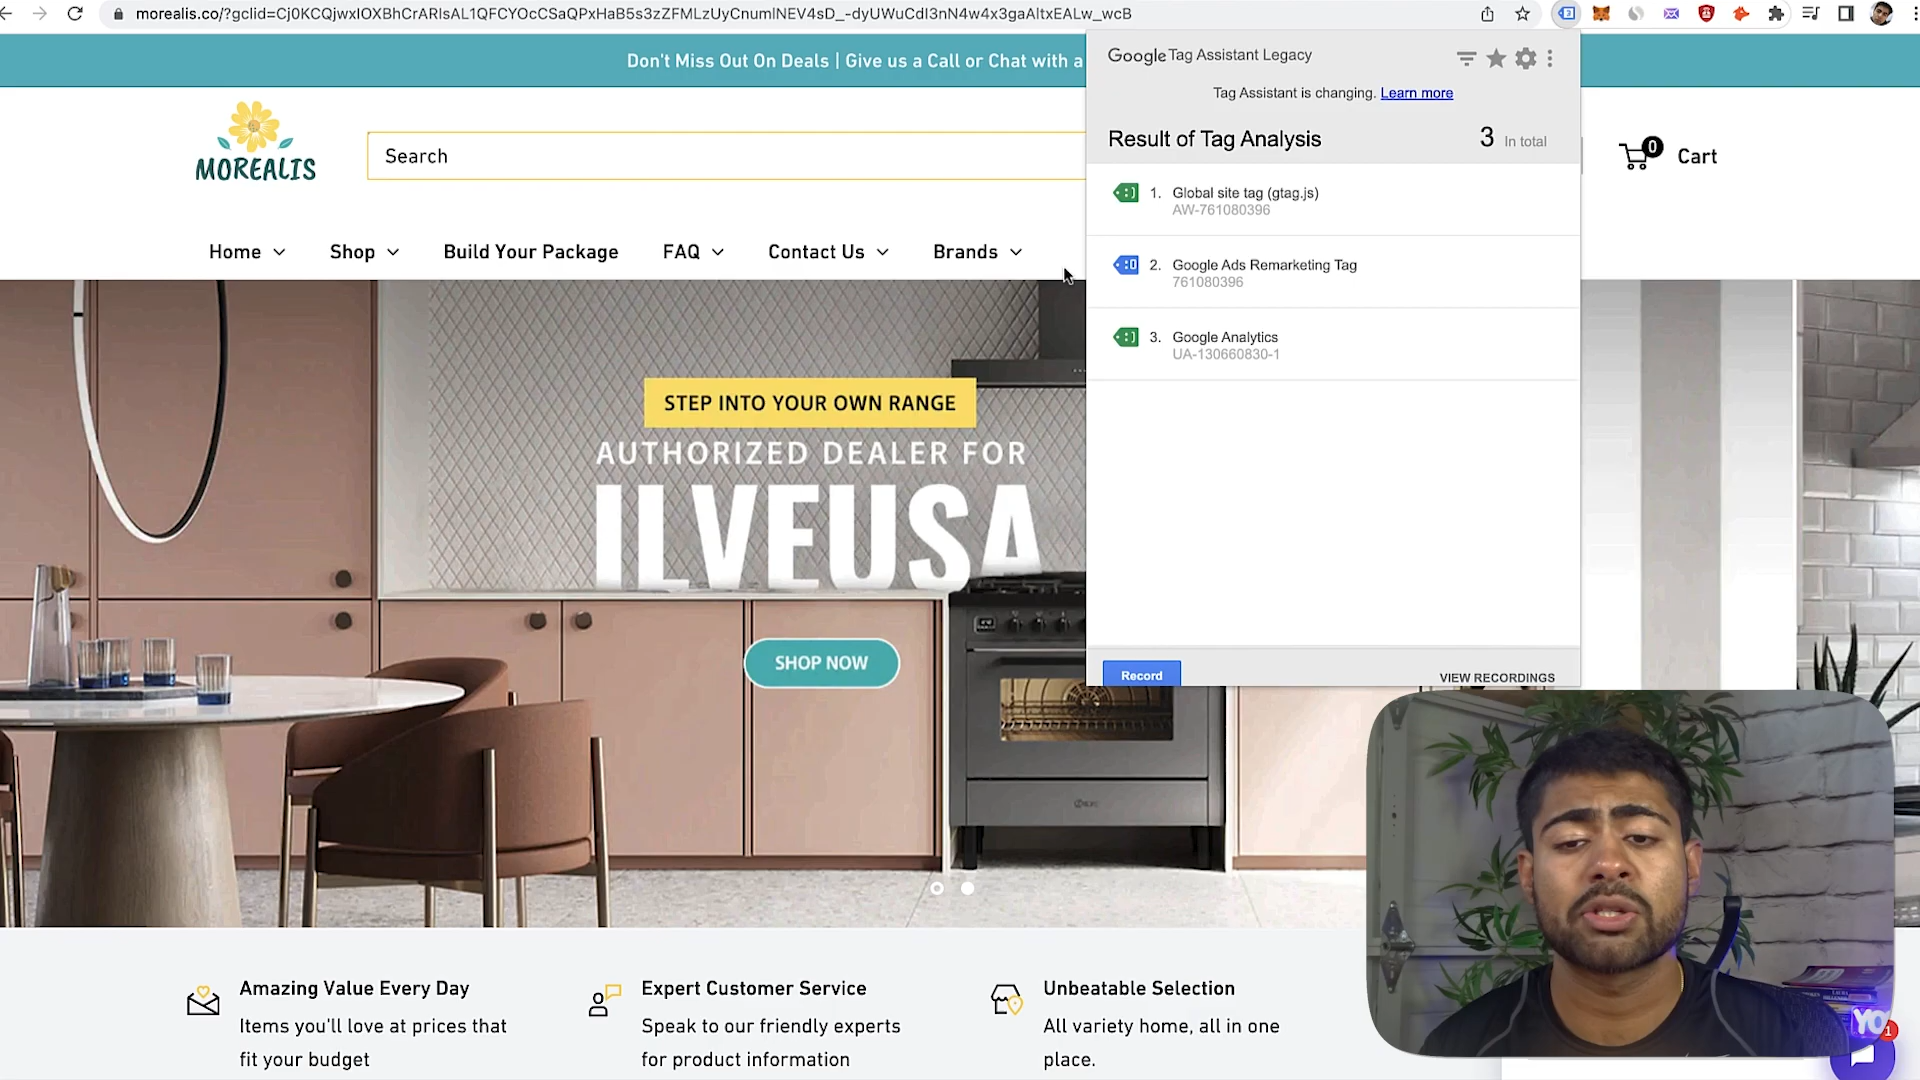 morealis.co/?gclid=Cj0KCQjwxIOXBhCrARIsAL1QFCYOcCSaQPxHaB5s3zZFMLzUyCnumlNEV4sD_-dyUWuCdI3nN4w4x3gaAltxEALw_wcB
Don't Miss Out On Deals | Give us a Call or Chat with a
Google Tag Assistant Legacy
Tag Assistant is changing. Learn more
Result of Tag Analysis
3 In total
1. Global site tag (gtag.js)
AW-761080396
2. Google Ads Remarketing Tag
761080396
3. Google Analytics
UA-130660830-1
Record
VIEW RECORDINGS
MOREALIS
Search
0
Cart
Home
Shop
Build Your Package
FAQ
Contact Us
Brands
STEP INTO YOUR OWN RANGE
AUTHORIZED DEALER FOR
ILVEUSA
SHOP NOW
Amazing Value Every Day
Items you'll love at prices that
fit your budget
Expert Customer Service
Speak to our friendly experts
for product information
Unbeatable Selection
All variety home, all in one
place.
YO
1